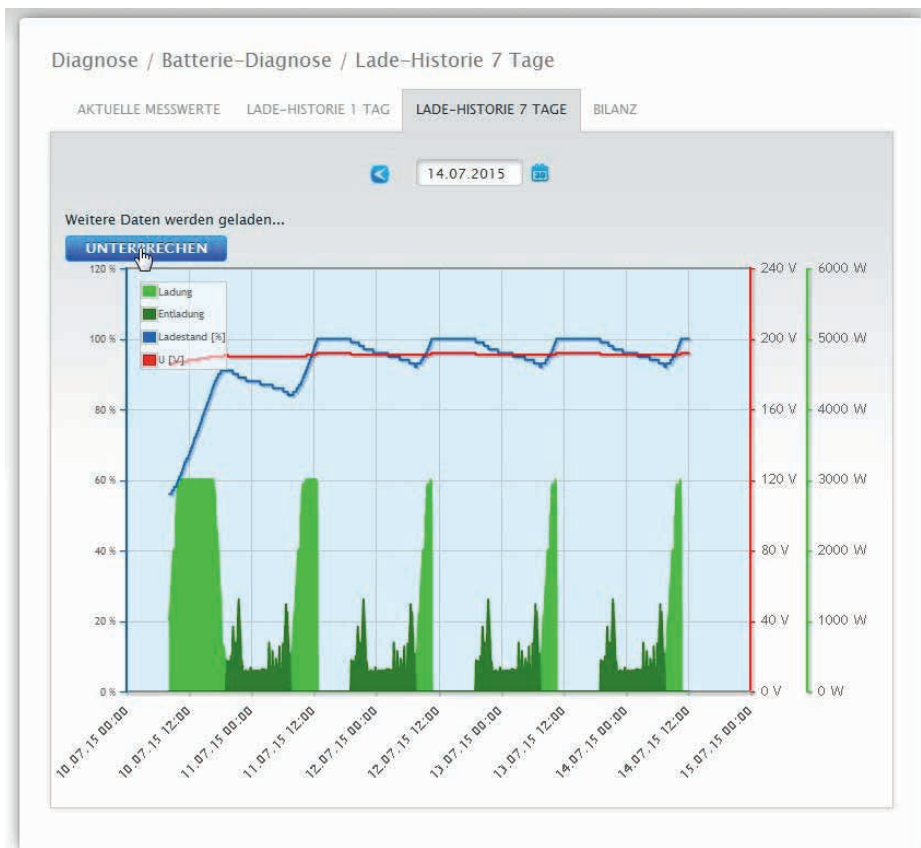 Diagnose / Batterie-Diagnose / Lade-Historie 7 Tage
AKTUELLE MESSWERTE LADE-HISTORIE 1 TAG LADE-HISTORIE 7 TAGE BILANZ
14.07.2015
Weitere Daten werden geladen...
UNTERBRECHEN
120 % 240 V 6000 W
Ladung
Entladung
Ladestand [%]
U [V]
100 % 200 V 5000 W
80 % 160 V 4000 W
60 % 120 V 3000 W
40 % 80 V 2000 W
20 % 40 V 1000 W
0 % 0 V 0 W
10.07.15 00:00 10.07.15 12:00 11.07.15 00:00 11.07.15 12:00 12.07.15 00:00 12.07.15 12:00 13.07.15 00:00 13.07.15 12:00 14.07.15 00:00 14.07.15 12:00 15.07.15 00:00